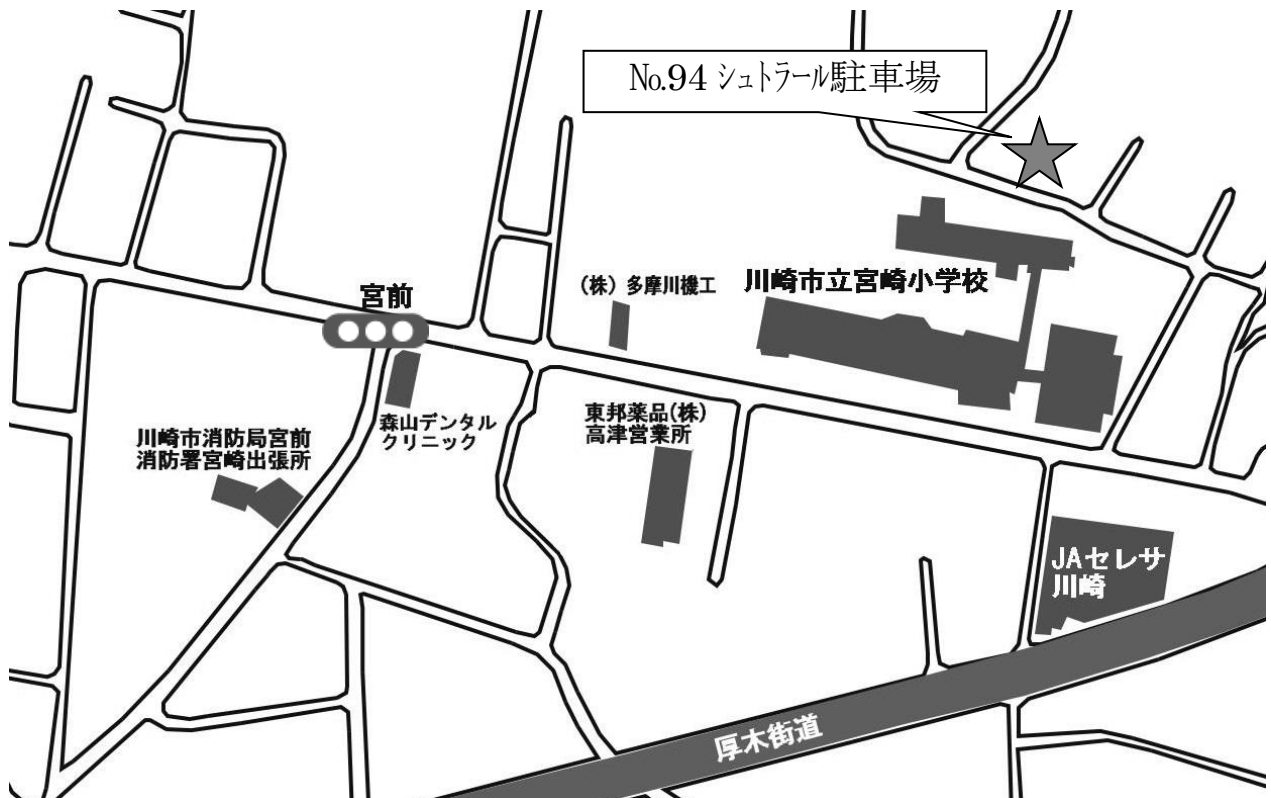 No.94 シュトラール駐車場
宮前
(株) 多摩川機工
川崎市立宮崎小学校
森山デンタル
クリニック
東邦薬品(株)
高津営業所
川崎市消防局宮前
消防署宮崎出張所
JAセレサ
川崎
厚木街道